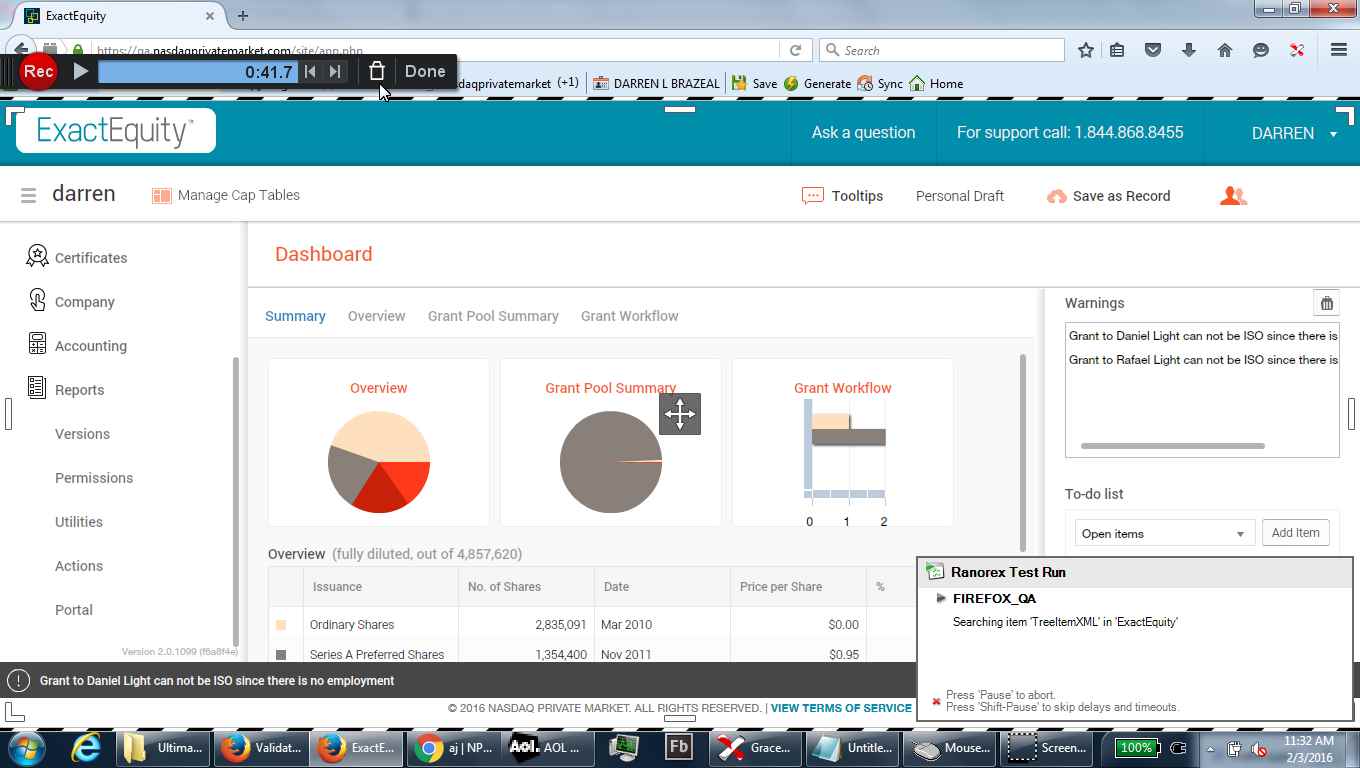 ExactEquity
https://qa.nasdaqprivatemarket.com/site/app.php
Search
Rec
0:41.7
Done
sdaqprivatemarket (+1)
DARREN L BRAZEAL
Save
Generate
Sync
Home
ExactEquity™
Ask a question
For support call: 1.844.868.8455
DARREN
darren
Manage Cap Tables
Tooltips
Personal Draft
Save as Record
Certificates
Company
Accounting
Reports
Versions
Permissions
Utilities
Actions
Portal
Version 2.0.1099 (f6a8f4e)
Dashboard
Summary
Overview
Grant Pool Summary
Grant Workflow
Overview
Grant Pool Summary
Grant Workflow
0 1 2
Overview (fully diluted, out of 4,857,620)
Issuance No. of Shares Date Price per Share %
Ordinary Shares 2,835,091 Mar 2010 $0.00
Series A Preferred Shares 1,354,400 Nov 2011 $0.95
Warnings
Grant to Daniel Light can not be ISO since there is
Grant to Rafael Light can not be ISO since there is
To-do list
Open items
Add Item
Ranorex Test Run
FIREFOX_QA
Searching item 'TreeItemXML' in 'ExactEquity'
Press 'Pause' to abort.
Press 'Shift-Pause' to skip delays and timeouts.
Grant to Daniel Light can not be ISO since there is no employment
© 2016 NASDAQ PRIVATE MARKET. ALL RIGHTS RESERVED. | VIEW TERMS OF SERVICE
Ultima...
Validat...
ExactE...
aj | NP...
Aol. AOL ...
Fb
Grace...
Untitle...
Mouse...
Screen...
100%
11:32 AM
2/3/2016